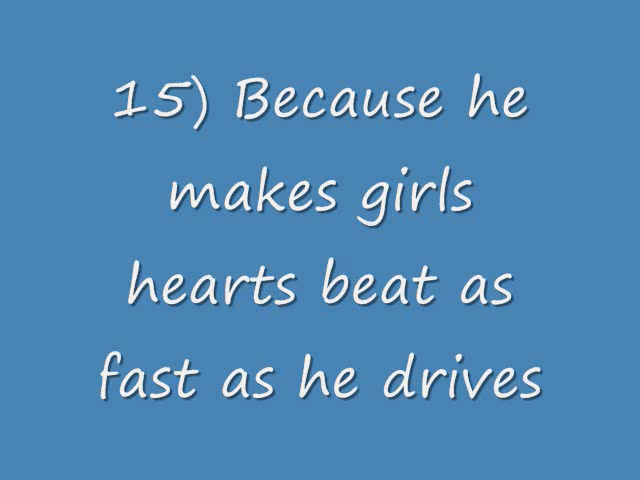 15) Because he
makes girls
hearts beat as
fast as he drives